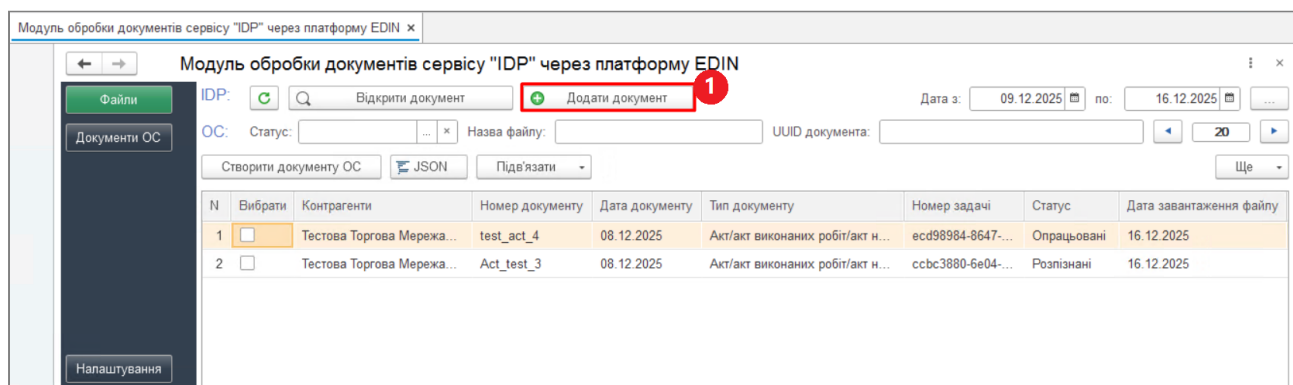 Модуль обробки документів сервісу "IDP" через платформу EDIN ×
Модуль обробки документів сервісу "IDP" через платформу EDIN
1
Файли
IDP: Відкрити документ Додати документ Дата з: 09.12.2025 по: 16.12.2025 ...
Документи ОС
ОС: Статус: ... × Назва файлу: UUID документа: 20
Створити документу ОС JSON Підв'язати Ще
N Вибрати Контрагенти Номер документу Дата документу Тип документу Номер задачі Статус Дата завантаження файлу
1 Тестова Торгова Мережа... test_act_4 08.12.2025 Акт/акт виконаних робіт/акт н... ecd98984-8647-... Опрацьовані 16.12.2025
2 Тестова Торгова Мережа... Act_test_3 08.12.2025 Акт/акт виконаних робіт/акт н... ccbc3880-6e04-... Розпізнані 16.12.2025
Налаштування